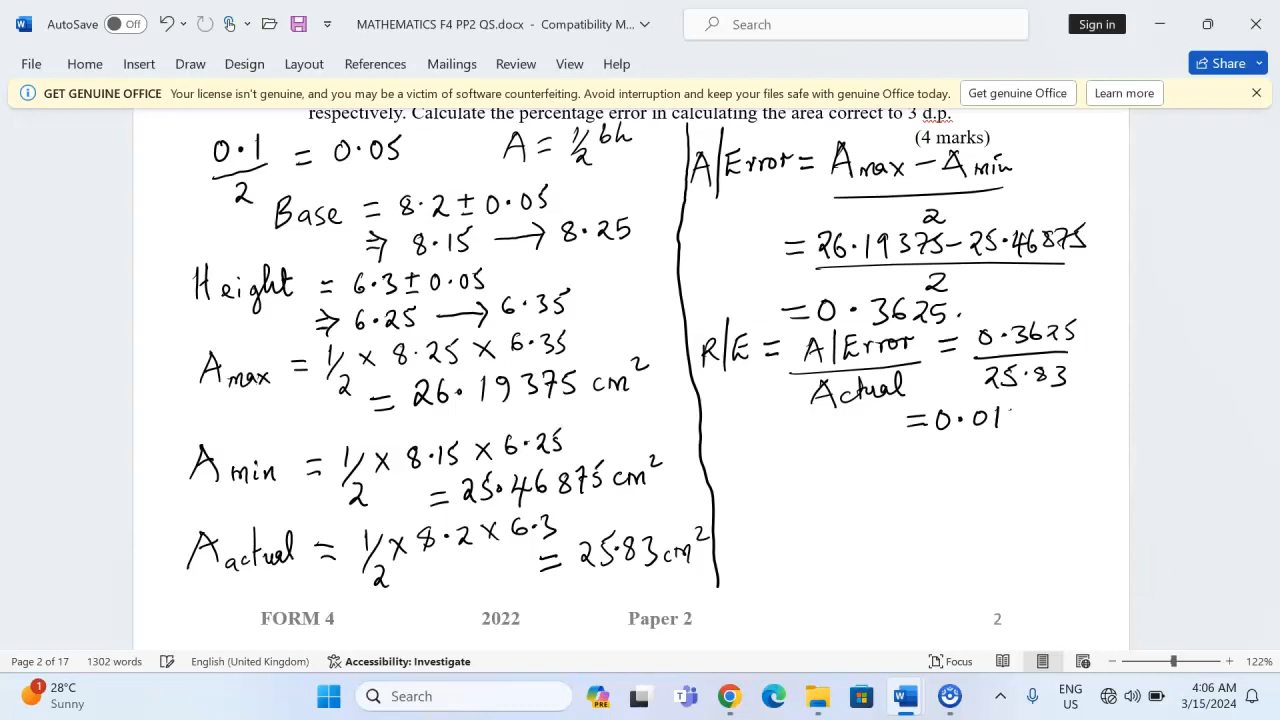 AutoSave Off MATHEMATICS F4 PP2 QS.docx - Compatibility M... Search Sign in
File Home Insert Draw Design Layout References Mailings Review View Help Share
GET GENUINE OFFICE Your license isn't genuine, and you may be a victim of software counterfeiting. Avoid interruption and keep your files safe with genuine Office today. Get genuine Office Learn more
respectively. Calculate the percentage error in calculating the area correct to 3 d.p.
(4 marks)
0.1/2 = 0.05 A = 1/2 bh
Base = 8.2 ± 0.05
⇒ 8.15 → 8.25
Height = 6.3 ± 0.05
⇒ 6.25 → 6.35
A max = 1/2 × 8.25 × 6.35
= 26.19375 cm²
A min = 1/2 × 8.15 × 6.25
= 25.46875 cm²
A actual = 1/2 × 8.2 × 6.3
= 25.83 cm²
A/Error = A max − A min
2
= 26.19375 − 25.46875
2
= 0.3625.
R/E = A/Error = 0.3625
Actual 25.83
= 0.01
FORM 4 2022 Paper 2 2
Page 2 of 17 1302 words English (United Kingdom) Accessibility: Investigate Focus 122%
1 28°C Sunny Search PRE ENG US 4:06 AM 3/15/2024